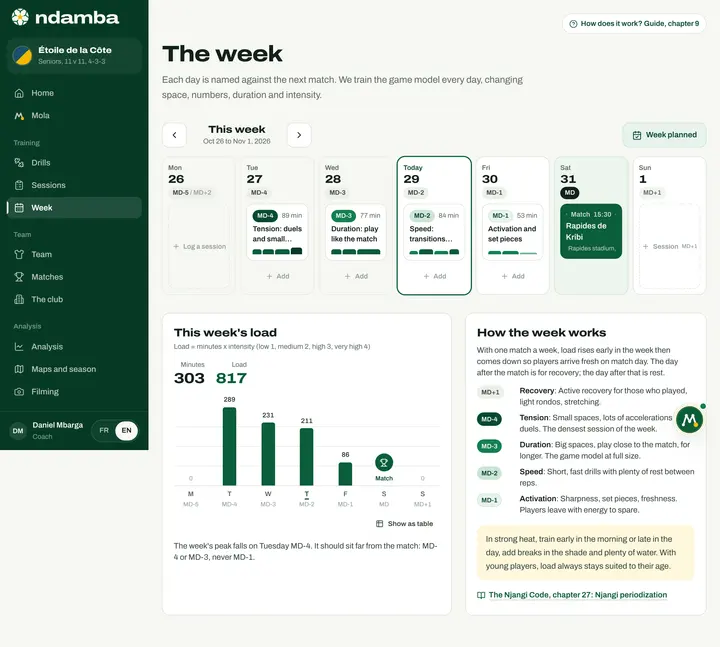 ndamba
Étoile de la Côte
Seniors, 11 v 11, 4-3-3
Home
Mola
Training
Drills
Sessions
Week
Team
Team
Matches
The club
Analysis
Analysis
Maps and season
Filming
DM
Daniel Mbarga
Coach
FR
EN
How does it work? Guide, chapter 9
The week
Each day is named against the next match. We train the game model every day, changing
space, numbers, duration and intensity.
This week
Oct 26 to Nov 1, 2026
Week planned
Mon
26
MD-5 / MD+2
Log a session
Tue
27
MD-4
MD-4 89 min
Tension: duels
and small...
Add
Wed
28
MD-3
MD-3 77 min
Duration: play
like the match
Add
Today
29
MD-2
MD-2 84 min
Speed:
transitions...
Add
Fri
30
MD-1
MD-1 53 min
Activation and
set pieces
Add
Sat
31
MD
Match 15:30
Rapides de
Kribi
Rapides stadium,
Sun
1
MD+1
Session MD+1
This week's load
Load = minutes x intensity (low 1, medium 2, high 3, very high 4)
Minutes Load
303 817
0 289 231 211 86 Match 0
M T W T F S S
MD-5 MD-4 MD-3 MD-2 MD-1 MD MD+1
Show as table
The week's peak falls on Tuesday MD-4. It should sit far from the match: MD-
4 or MD-3, never MD-1.
How the week works
With one match a week, load rises early in the week then
comes down so players arrive fresh on match day. The day
after the match is for recovery; the day after that is rest.
MD+1 Recovery: Active recovery for those who played,
light rondos, stretching.
MD-4 Tension: Small spaces, lots of accelerations
duels. The densest session of the week.
MD-3 Duration: Big spaces, play close to the match, for
longer. The game model at full size.
MD-2 Speed: Short, fast drills with plenty of rest between
reps.
MD-1 Activation: Sharpness, set pieces, freshness.
Players leave with energy to spare.
In strong heat, train early in the morning or late in the
day, add breaks in the shade and plenty of water. With
young players, load always stays suited to their age.
The Njangi Code, chapter 27: Njangi periodization